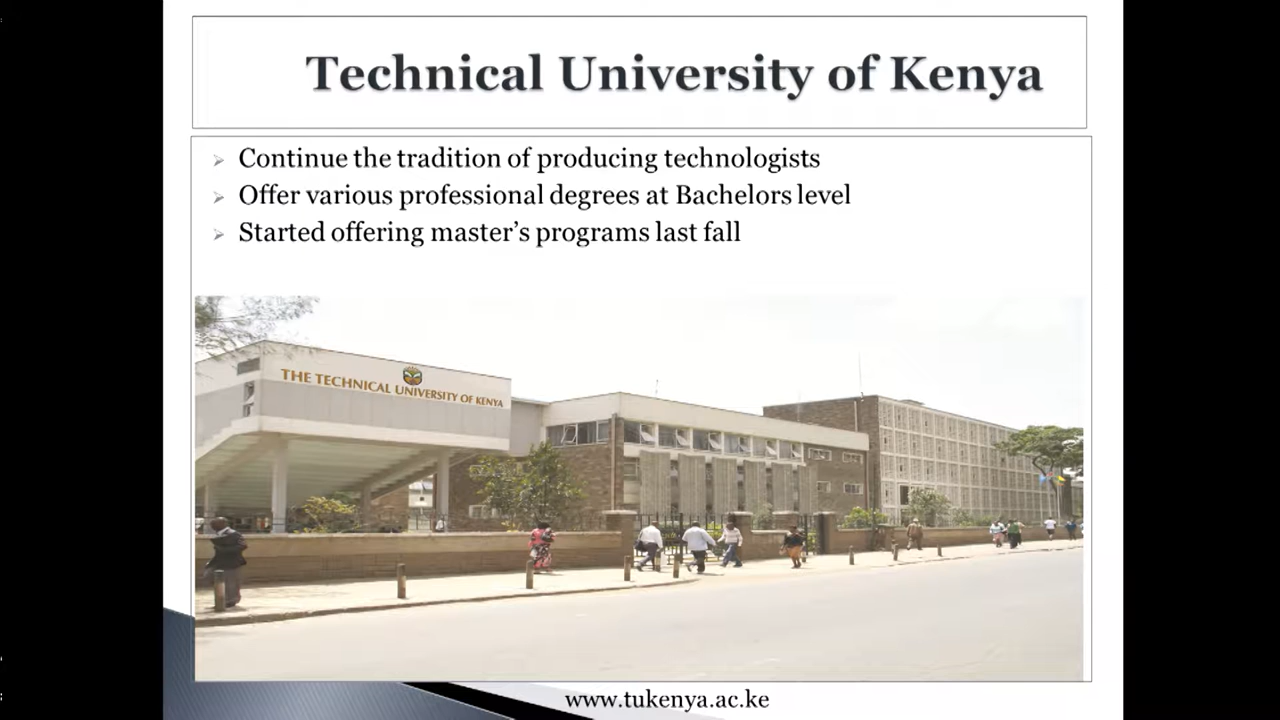 Technical University of Kenya
Continue the tradition of producing technologists
Offer various professional degrees at Bachelors level
Started offering master’s programs last fall
THE TECHNICAL UNIVERSITY OF KENYA
www.tukenya.ac.ke